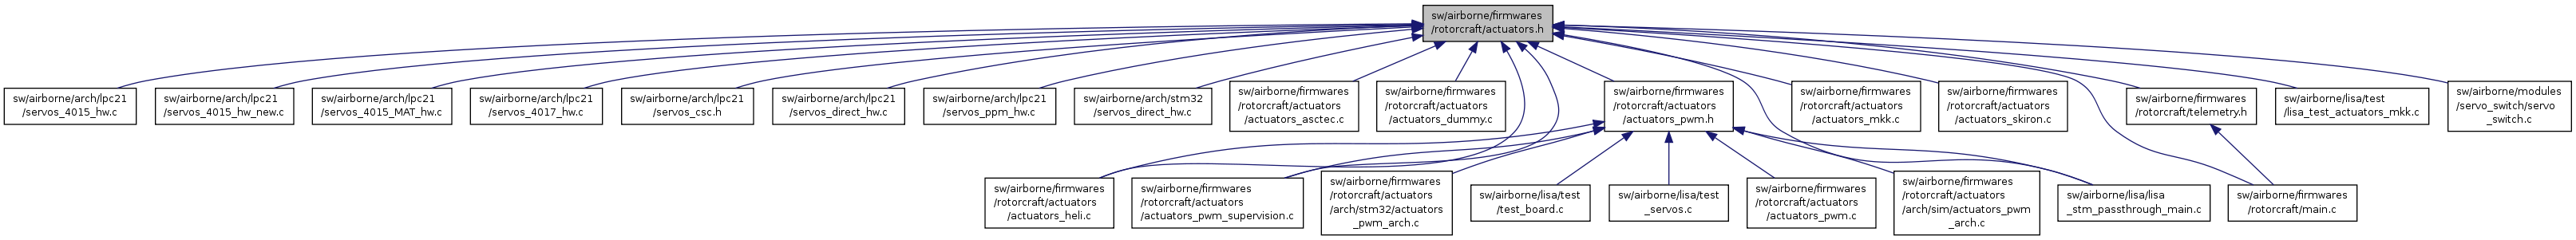 sw/airborne/firmwares
/rotorcraft/actuators.h
sw/airborne/arch/lpc21
/servos_4015_hw.c
sw/airborne/arch/lpc21
/servos_4015_hw_new.c
sw/airborne/arch/lpc21
/servos_4015_MAT_hw.c
sw/airborne/arch/lpc21
/servos_4017_hw.c
sw/airborne/arch/lpc21
/servos_csc.h
sw/airborne/arch/lpc21
/servos_direct_hw.c
sw/airborne/arch/lpc21
/servos_ppm_hw.c
sw/airborne/arch/stm32
/servos_direct_hw.c
sw/airborne/firmwares
/rotorcraft/actuators
/actuators_asctec.c
sw/airborne/firmwares
/rotorcraft/actuators
/actuators_dummy.c
sw/airborne/firmwares
/rotorcraft/actuators
/actuators_pwm.h
sw/airborne/firmwares
/rotorcraft/actuators
/actuators_mkk.c
sw/airborne/firmwares
/rotorcraft/actuators
/actuators_skiron.c
sw/airborne/firmwares
/rotorcraft/telemetry.h
sw/airborne/lisa/test
/lisa_test_actuators_mkk.c
sw/airborne/modules
/servo_switch/servo
_switch.c
sw/airborne/firmwares
/rotorcraft/actuators
/actuators_heli.c
sw/airborne/firmwares
/rotorcraft/actuators
/actuators_pwm_supervision.c
sw/airborne/firmwares
/rotorcraft/actuators
/arch/stm32/actuators
_pwm_arch.c
sw/airborne/lisa/test
/test_board.c
sw/airborne/lisa/test
_servos.c
sw/airborne/firmwares
/rotorcraft/actuators
/actuators_pwm.c
sw/airborne/firmwares
/rotorcraft/actuators
/arch/sim/actuators_pwm
_arch.c
sw/airborne/lisa/lisa
_stm_passthrough_main.c
sw/airborne/firmwares
/rotorcraft/main.c